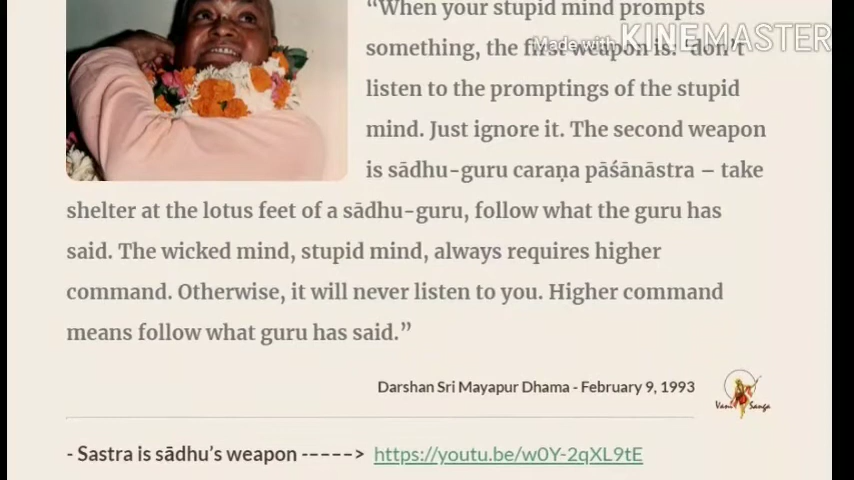 “When your stupid mind prompts
something, the first weapon is: ‘don’t
Made with KINEMASTER
listen to the promptings of the stupid
mind. Just ignore it. The second weapon
is sādhu-guru caraṇa pāśānāstra – take
shelter at the lotus feet of a sādhu-guru, follow what the guru has
said. The wicked mind, stupid mind, always requires higher
command. Otherwise, it will never listen to you. Higher command
means follow what guru has said.”
Darshan Sri Mayapur Dhama - February 9, 1993
Vani Sanga
- Sastra is sādhu’s weapon -----> https://youtu.be/w0Y-2qXL9tE